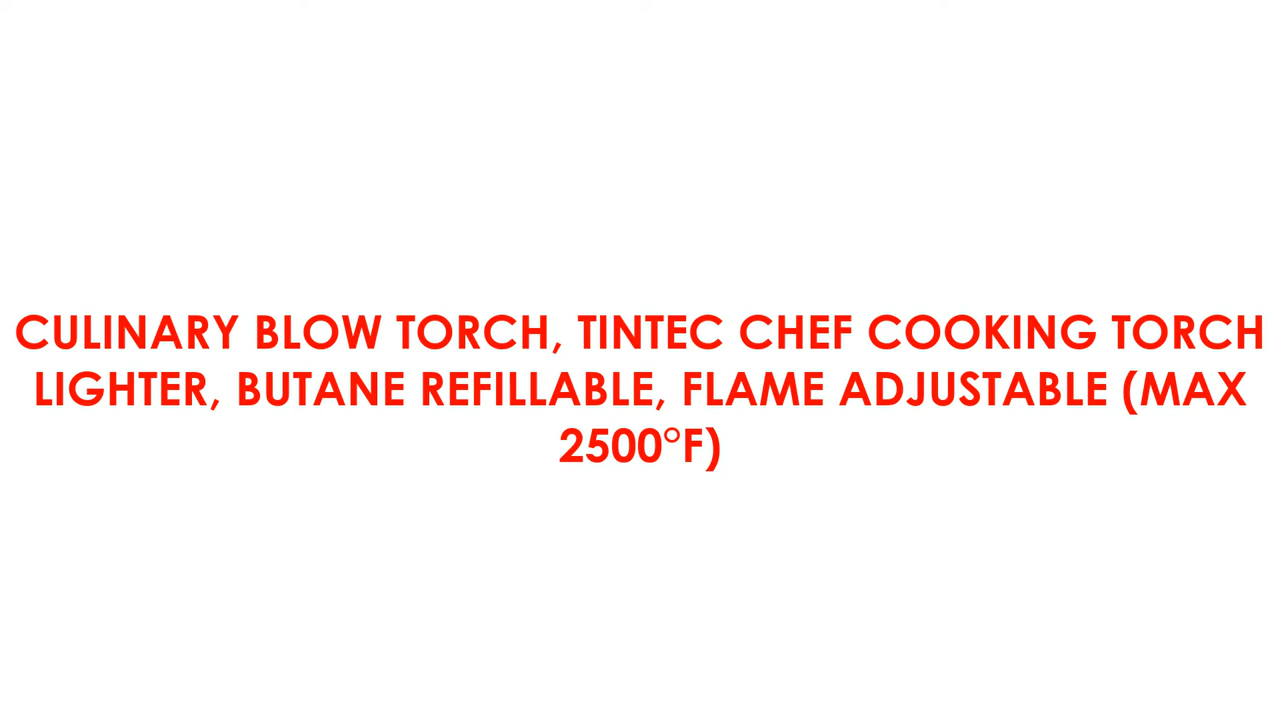 CULINARY BLOW TORCH, TINTEC CHEF COOKING TORCH
LIGHTER, BUTANE REFILLABLE, FLAME ADJUSTABLE (MAX
2500°F)